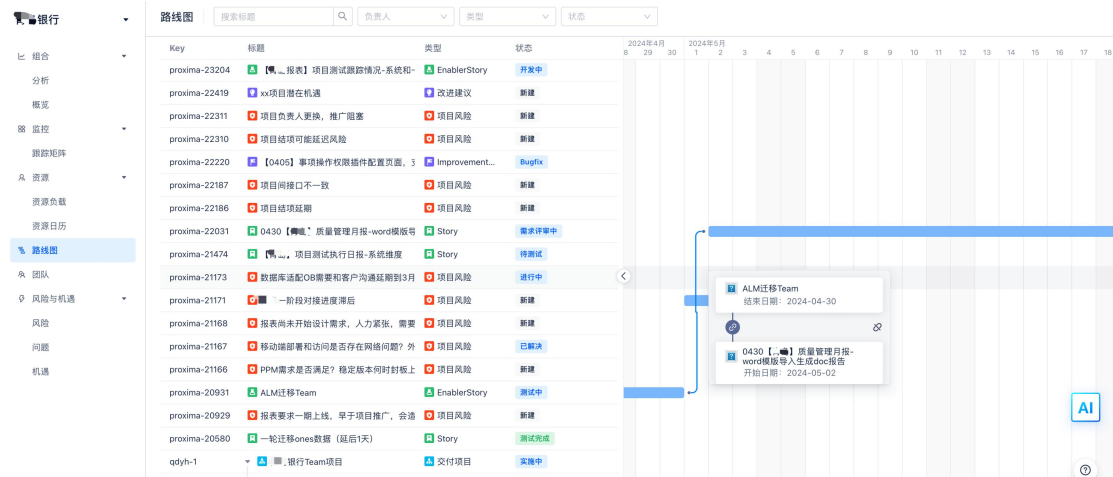 银行
路线图 搜索标题 负责人 类型 状态
组合
分析
概览
监控
跟踪矩阵
资源
资源负载
资源日历
路线图
团队
风险与机遇
风险
问题
机遇
Key 标题 类型 状态
proxima-23204 【 报表】项目测试跟踪情况-系统和- EnablerStory 开发中
proxima-22419 xx项目潜在机遇 改进建议 新建
proxima-22311 项目负责人更换，推广阻塞 项目风险 新建
proxima-22310 项目结项可能延迟风险 项目风险 新建
proxima-22220 【0405】事项操作权限插件配置页面， Improvement... Bugfix
proxima-22187 项目间接口不一致 项目风险 新建
proxima-22186 项目结项延期 项目风险 新建
proxima-22031 0430【 】质量管理月报-word模版导 Story 需求评审中
proxima-21474 【 项目测试执行日报-系统维度 Story 待测试
proxima-21173 数据库适配OB需要和客户沟通延期到3月 项目风险 进行中
proxima-21171 一阶段对接进度滞后 项目风险 新建
proxima-21168 报表尚未开始设计需求，人力紧张，需要 项目风险 新建
proxima-21167 移动端部署和访问是否存在网络问题？外 项目风险 已解决
proxima-21166 PPM需求是否满足？稳定版本何时封板上 项目风险 新建
proxima-20931 ALM迁移Team EnablerStory 测试中
proxima-20929 报表要求一期上线，早于项目推广，会造 项目风险 新建
proxima-20580 一轮迁移ones数据（延后1天） Story 测试完成
qdyh-1 银行Team项目 交付项目 实施中
2024年4月 2024年5月
8 29 30 1 2 3 4 5 6 7 8 9 10 11 12 13 14 15 16 17 18
ALM迁移Team
结束日期：2024-04-30
0430【 】质量管理月报-
word模版导入生成doc报告
开始日期：2024-05-02
AI